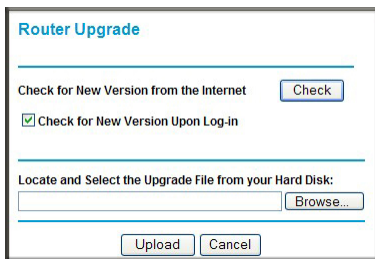 Router Upgrade
Check for New Version from the Internet Check
Check for New Version Upon Log-in
Locate and Select the Upgrade File from your Hard Disk:
Browse...
Upload Cancel